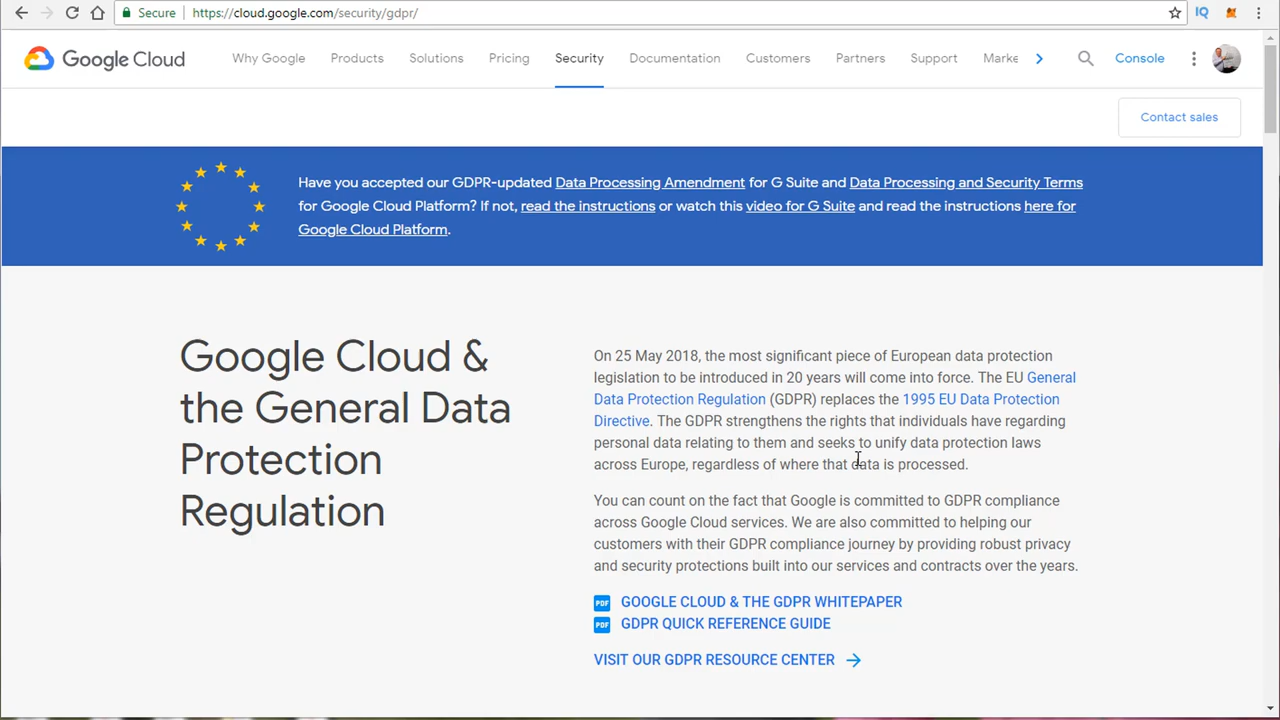 Secure https://cloud.google.com/security/gdpr/
IQ
Google Cloud Why Google Products Solutions Pricing Security Documentation Customers Partners Support Marke Console
Contact sales
Have you accepted our GDPR-updated Data Processing Amendment for G Suite and Data Processing and Security Terms
for Google Cloud Platform? If not, read the instructions or watch this video for G Suite and read the instructions here for
Google Cloud Platform.
Google Cloud &
the General Data
Protection
Regulation
On 25 May 2018, the most significant piece of European data protection
legislation to be introduced in 20 years will come into force. The EU General
Data Protection Regulation (GDPR) replaces the 1995 EU Data Protection
Directive. The GDPR strengthens the rights that individuals have regarding
personal data relating to them and seeks to unify data protection laws
across Europe, regardless of where that data is processed.
You can count on the fact that Google is committed to GDPR compliance
across Google Cloud services. We are also committed to helping our
customers with their GDPR compliance journey by providing robust privacy
and security protections built into our services and contracts over the years.
PDF GOOGLE CLOUD & THE GDPR WHITEPAPER
PDF GDPR QUICK REFERENCE GUIDE
VISIT OUR GDPR RESOURCE CENTER